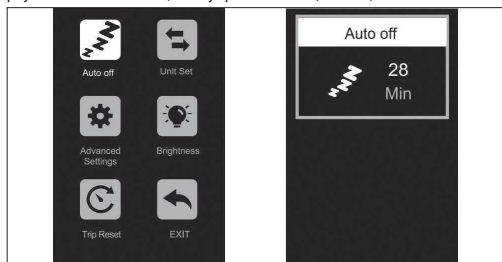 Auto off
Unit Set
Advanced
Settings
Brightness
Trip Reset
EXIT
Auto off
28
Min